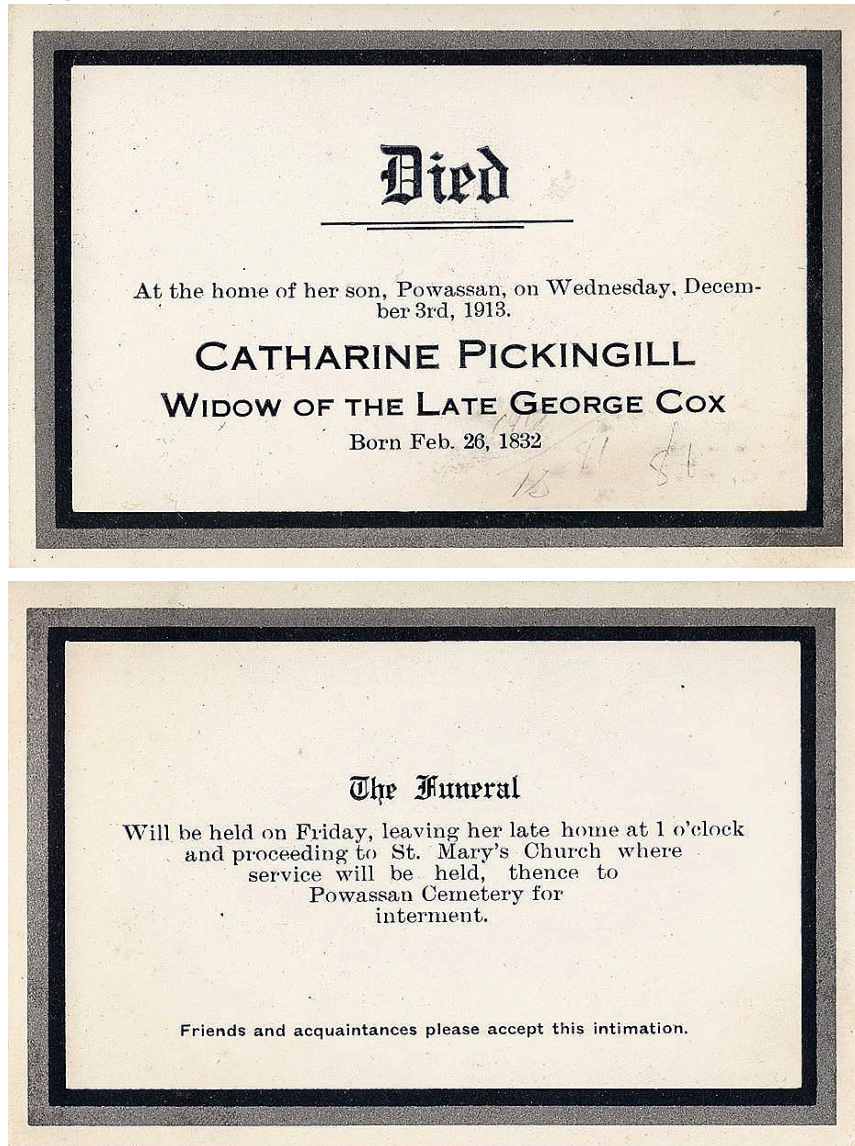 Died
At the home of her son, Powassan, on Wednesday, Decem-
ber 3rd, 1913.
CATHARINE PICKINGILL
WIDOW OF THE LATE GEORGE COX
Born Feb. 26, 1832
81
The Funeral
Will be held on Friday, leaving her late home at 1 o'clock
and proceeding to St. Mary's Church where
service will be held, thence to
Powassan Cemetery for
interment.
Friends and acquaintances please accept this intimation.